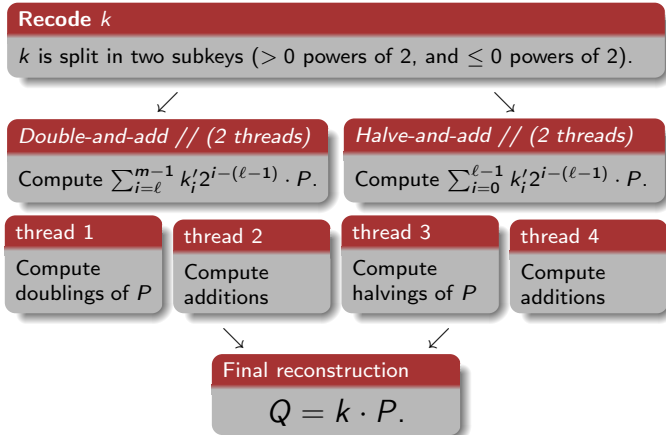 Recode k
k is split in two subkeys (> 0 powers of 2, and ≤ 0 powers of 2).
Double-and-add // (2 threads)
Compute ∑_{i=ℓ}^{m−1} k′_i 2^{i−(ℓ−1)} · P.
Halve-and-add // (2 threads)
Compute ∑_{i=0}^{ℓ−1} k′_i 2^{i−(ℓ−1)} · P.
thread 1
Compute
doublings of P
thread 2
Compute
additions
thread 3
Compute
halvings of P
thread 4
Compute
additions
Final reconstruction
Q = k · P.